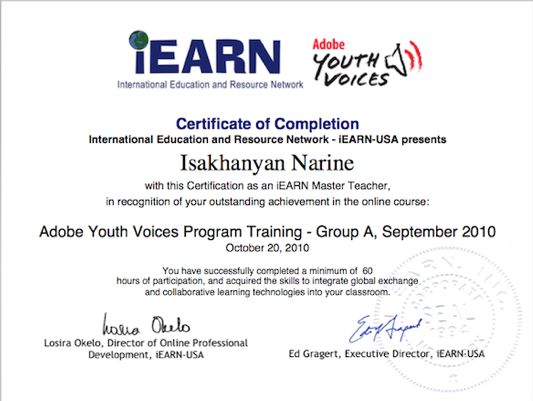 iEARN
International Education and Resource Network
Adobe
YOUTH
VOICES
Certificate of Completion
International Education and Resource Network - iEARN-USA presents
Isakhanyan Narine
with this Certification as an iEARN Master Teacher,
in recognition of your outstanding achievement in the online course:
Adobe Youth Voices Program Training - Group A, September 2010
October 20, 2010
You have successfully completed a minimum of 60
hours of participation, and acquired the skills to integrate global exchange
and collaborative learning technologies into your classroom.
Losira Okelo
Losira Okelo, Director of Online Professional
Development, iEARN-USA
Ed Gragert
Ed Gragert, Executive Director, iEARN-USA